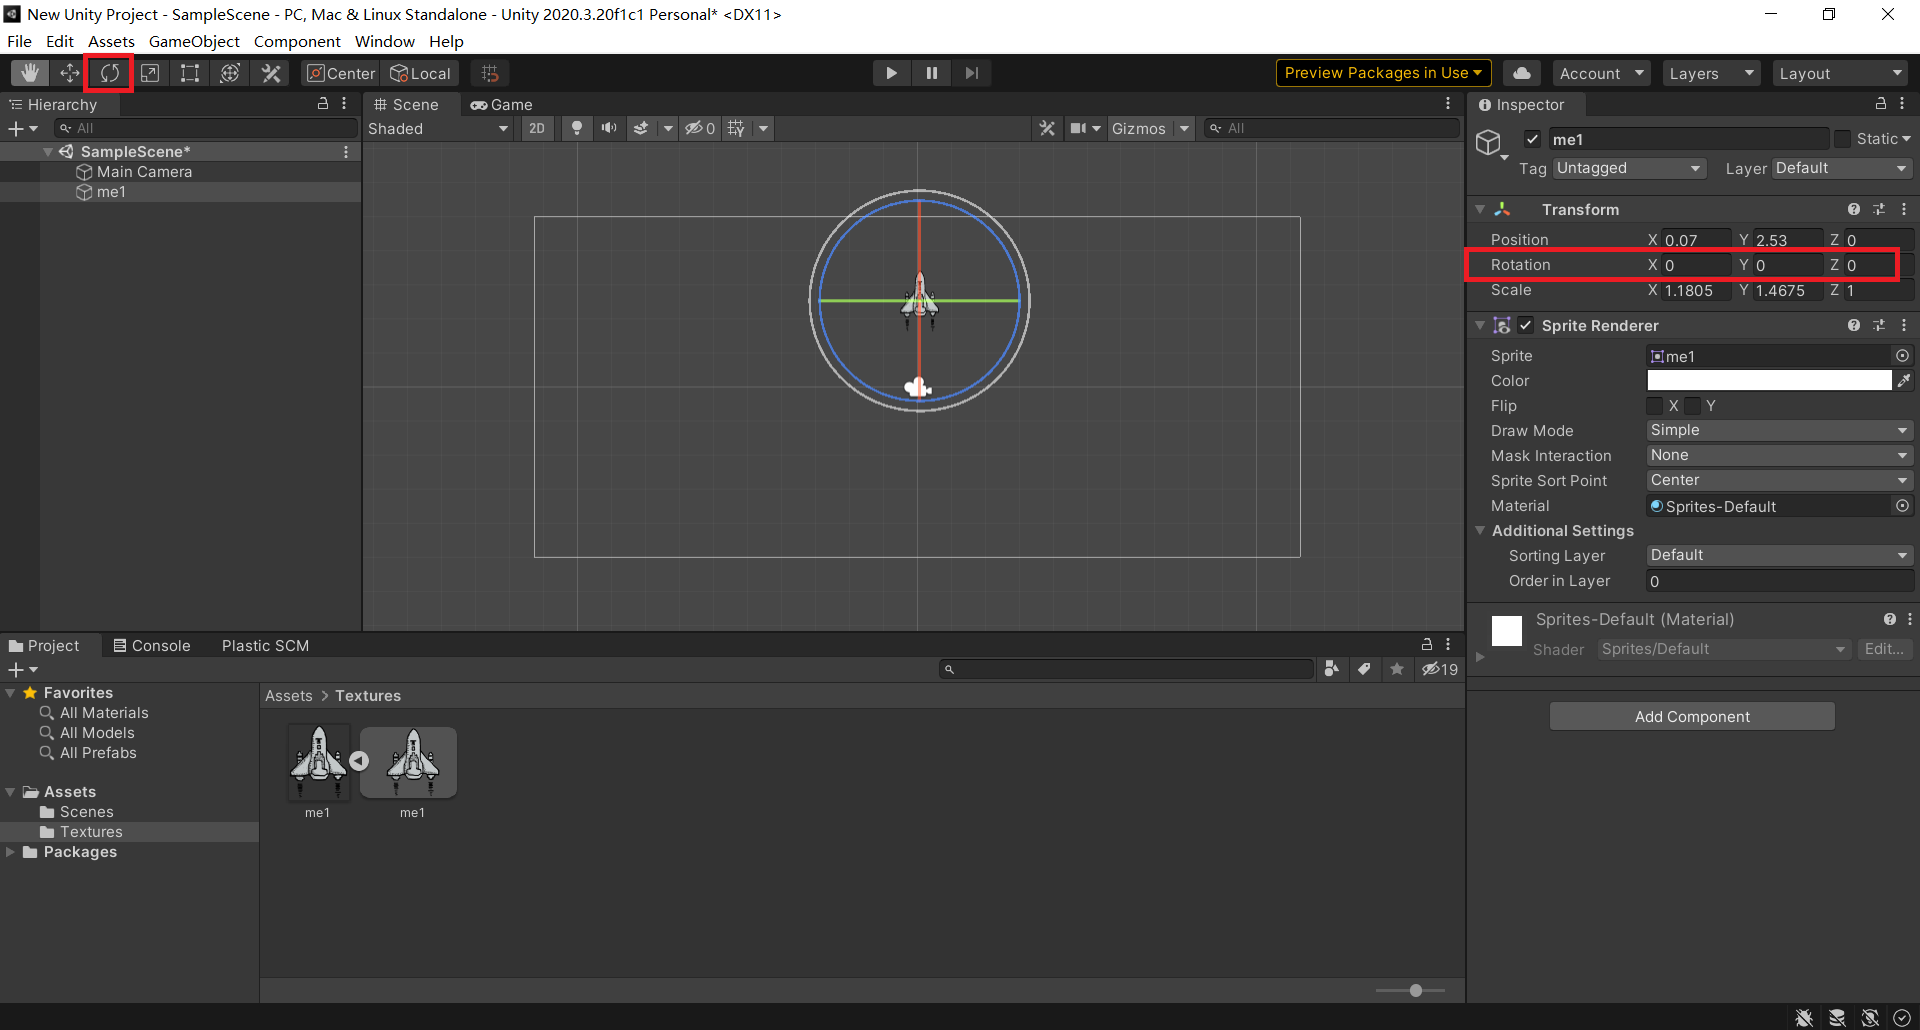 New Unity Project - SampleScene - PC, Mac & Linux Standalone - Unity 2020.3.20f1c1 Personal* <DX11>
File Edit Assets GameObject Component Window Help
Center Local Preview Packages in Use Account Layers Layout
Hierarchy
All
SampleScene*
Main Camera
me1
Scene Game
Shaded 2D 0 Gizmos All
Inspector
me1 Static
Tag Untagged Layer Default
Transform
Position X 0.07 Y 2.53 Z 0
Rotation X 0 Y 0 Z 0
Scale X 1.1805 Y 1.4675 Z 1
Sprite Renderer
Sprite me1
Color
Flip X Y
Draw Mode Simple
Mask Interaction None
Sprite Sort Point Center
Material Sprites-Default
Additional Settings
Sorting Layer Default
Order in Layer 0
Sprites-Default (Material)
Shader Sprites/Default Edit...
Add Component
Project Console Plastic SCM
19
Favorites
All Materials
All Models
All Prefabs
Assets
Scenes
Textures
Packages
Assets > Textures
me1 me1